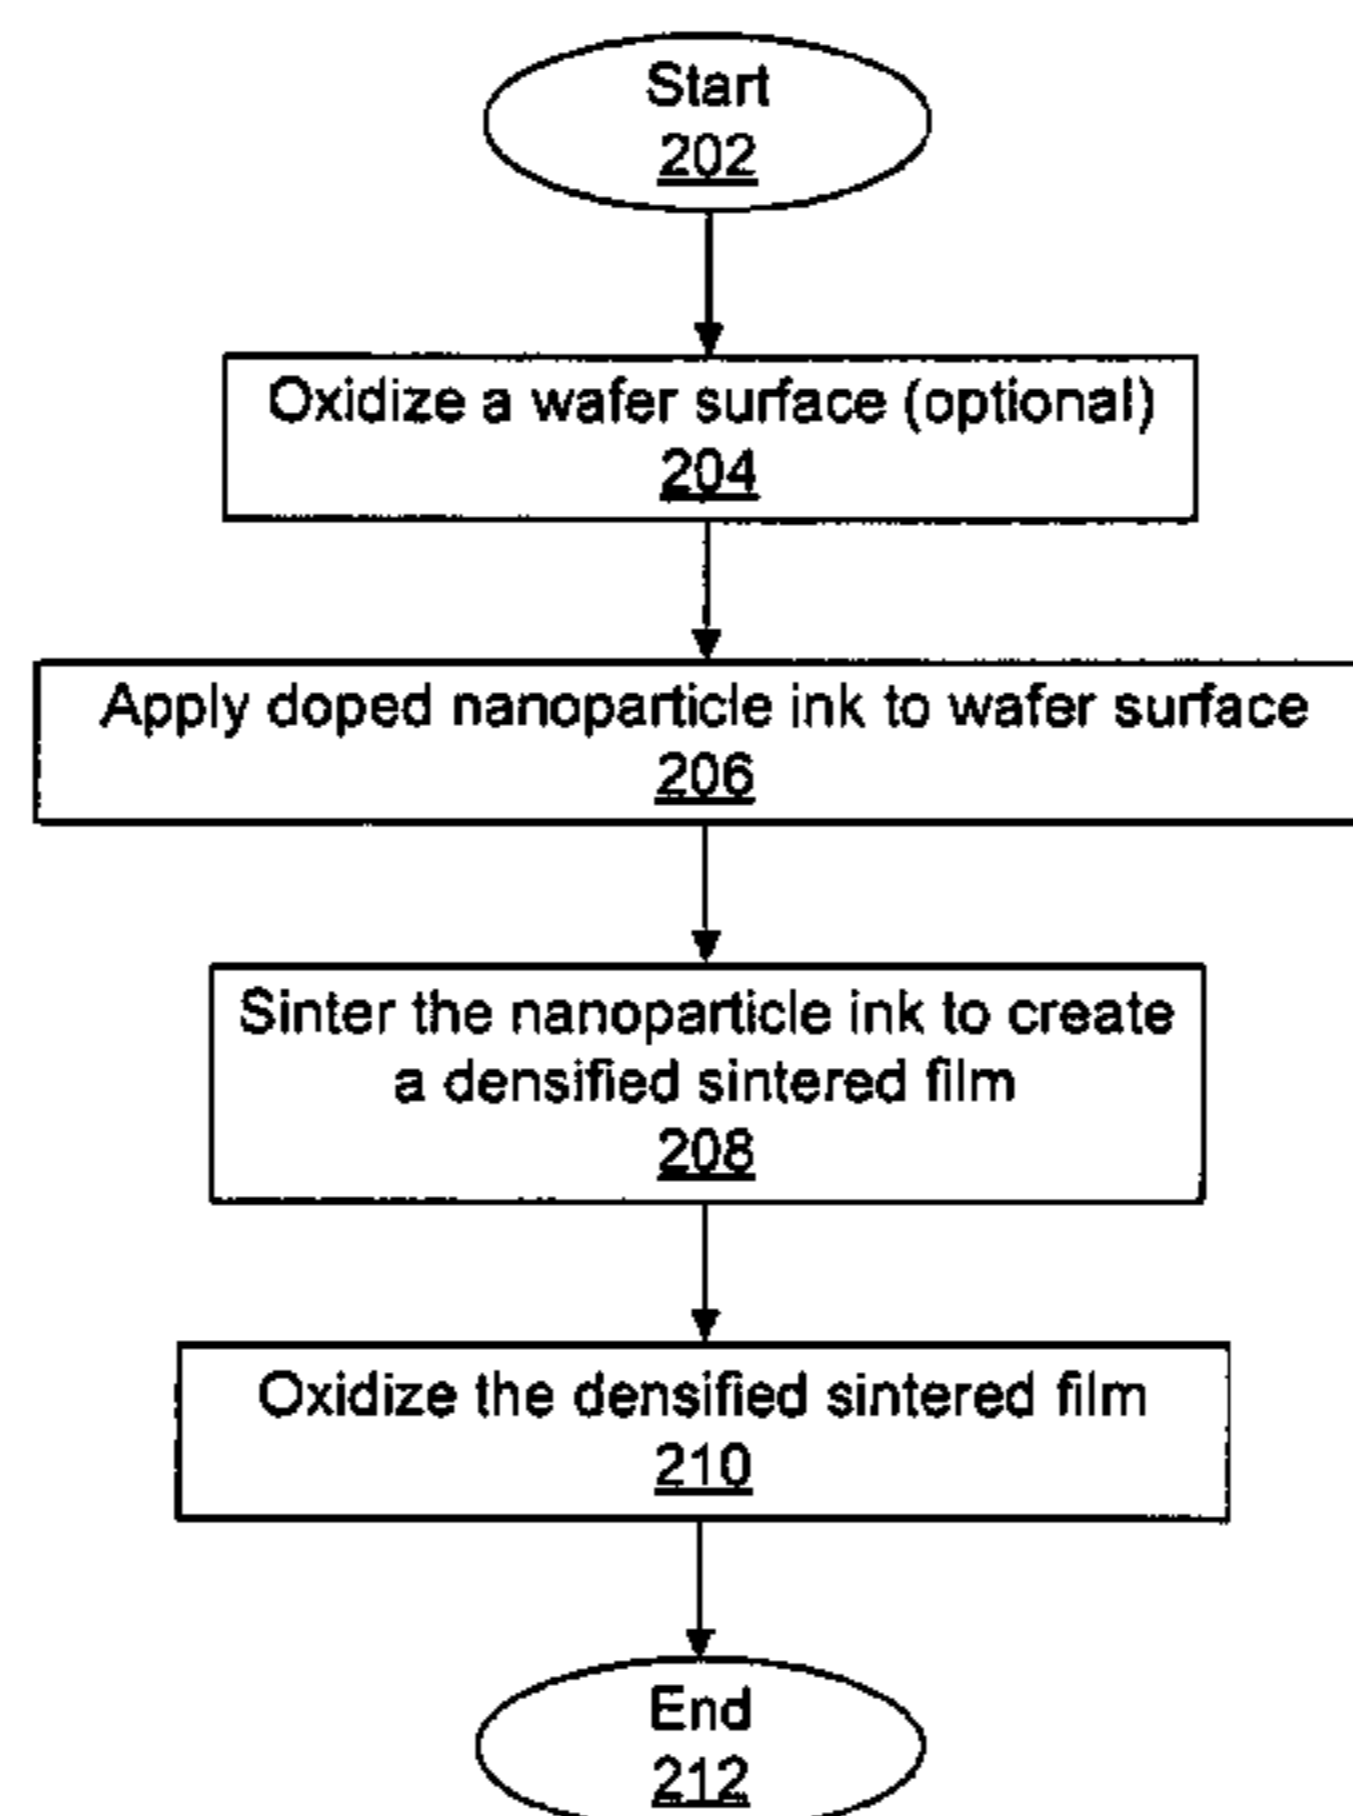 Start
202
Oxidize a wafer surface (optional)
204
Apply doped nanoparticle ink to wafer surface
206
Sinter the nanoparticle ink to create
a densified sintered film
208
Oxidize the densified sintered film
210
End
212